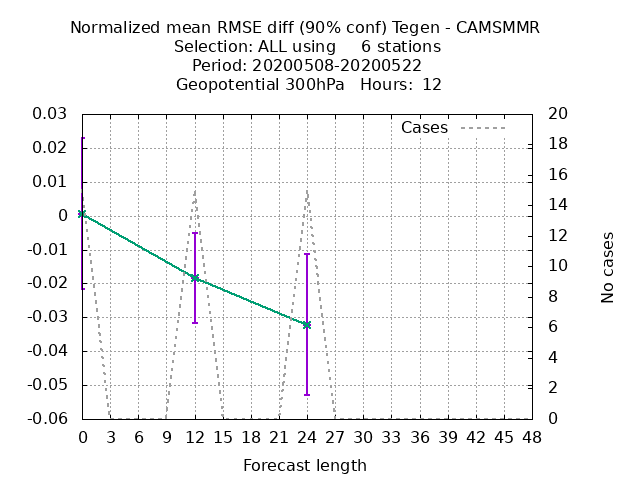 Normalized mean RMSE diff (90% conf) Tegen - CAMSMMR
Selection: ALL using 6 stations
Period: 20200508-20200522
Geopotential 300hPa Hours: 12
Cases
0.03
0.02
0.01
0
-0.01
-0.02
-0.03
-0.04
-0.05
-0.06
20
18
16
14
12
10
8
6
4
2
0
No cases
0 3 6 9 12 15 18 21 24 27 30 33 36 39 42 45 48
Forecast length